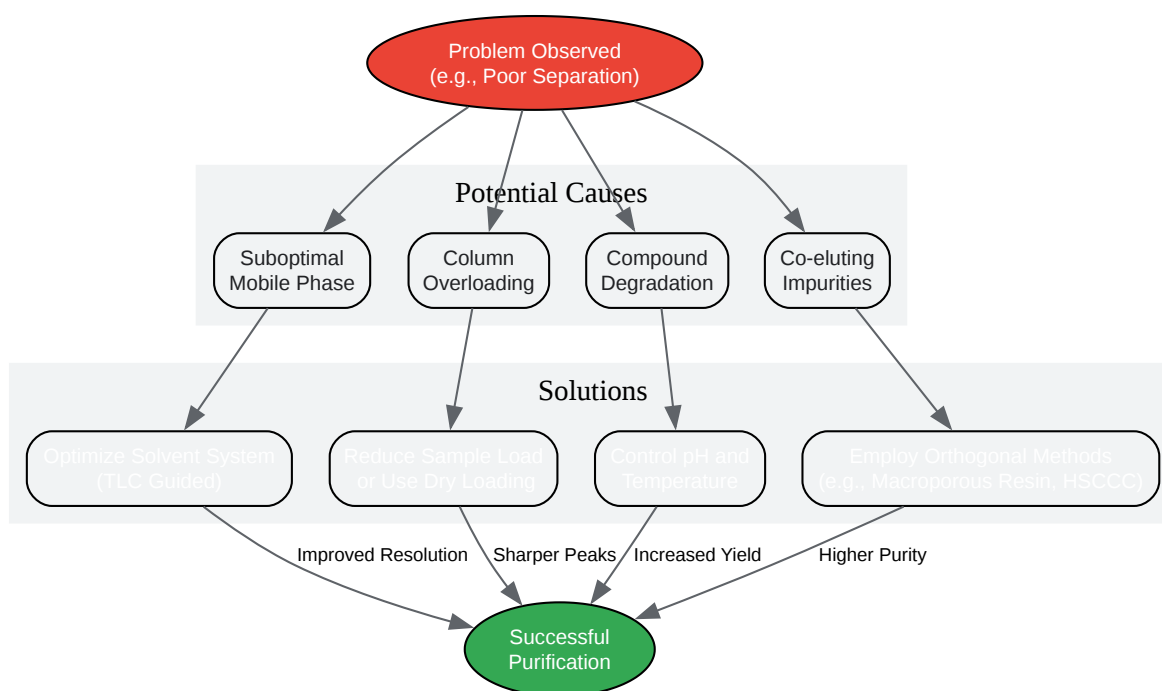 Problem Observed
(e.g., Poor Separation)
Potential Causes
Suboptimal
Mobile Phase
Column
Overloading
Compound
Degradation
Co-eluting
Impurities
Solutions
Optimize Solvent System
(TLC Guided)
Reduce Sample Load
or Use Dry Loading
Control pH and
Temperature
Employ Orthogonal Methods
(e.g., Macroporous Resin, HSCCC)
Improved Resolution
Sharper Peaks
Increased Yield
Higher Purity
Successful
Purification